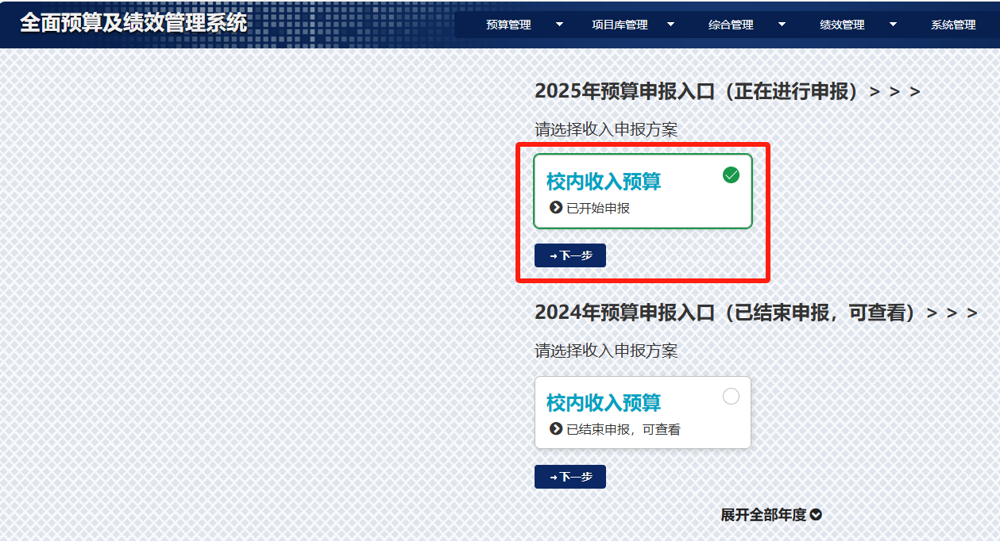 全面预算及绩效管理系统
预算管理 项目库管理 综合管理 绩效管理 系统管理
2025年预算申报入口（正在进行申报）> > >
请选择收入申报方案
校内收入预算
已开始申报
→下一步
2024年预算申报入口（已结束申报，可查看）> > >
请选择收入申报方案
校内收入预算
已结束申报，可查看
→下一步
展开全部年度